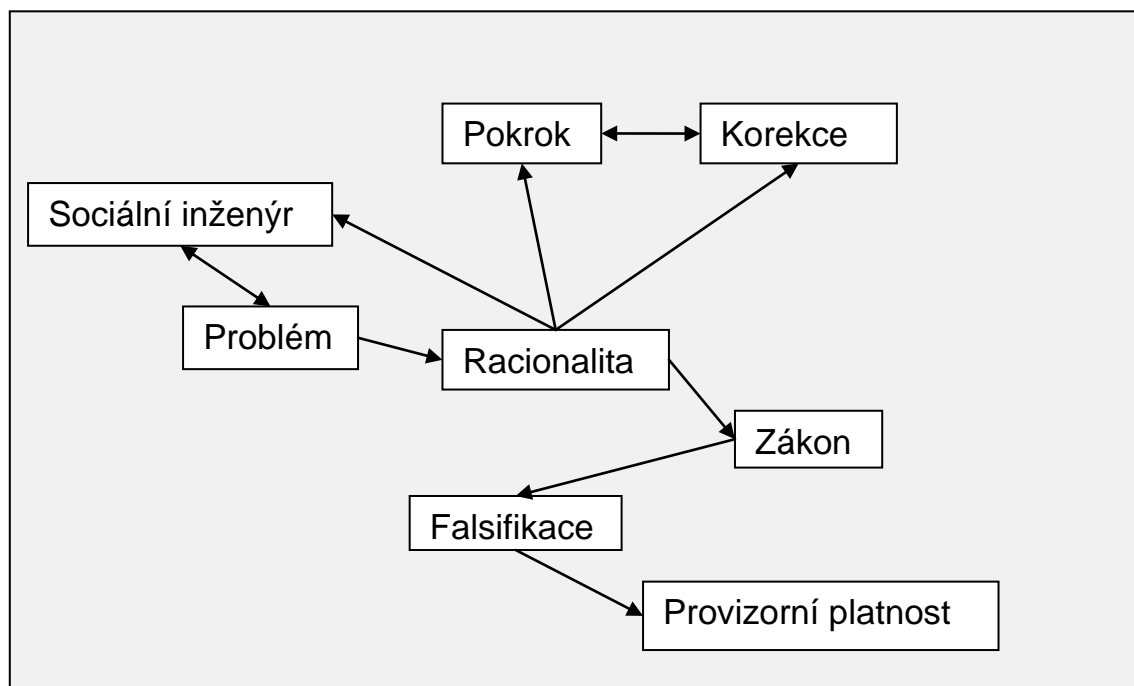 Pokrok
Korekce
Sociální inženýr
Problém
Racionalita
Zákon
Falsifikace
Provizorní platnost